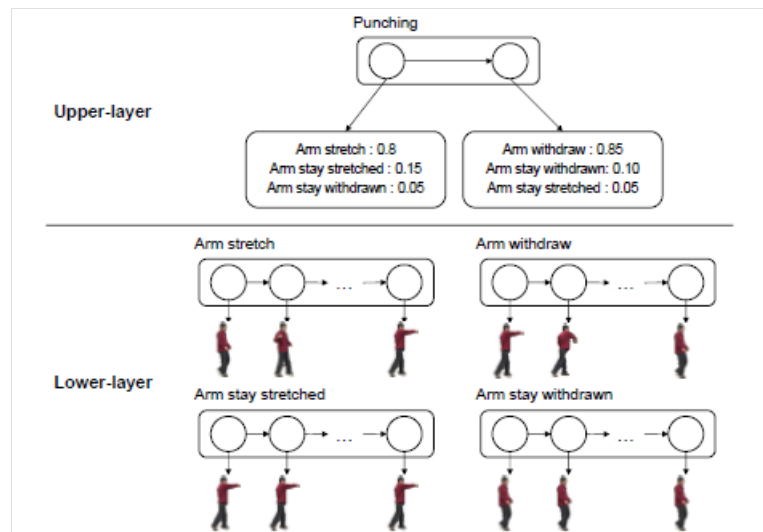 Punching
Upper-layer
Arm stretch : 0.8
Arm stay stretched : 0.15
Arm stay withdrawn : 0.05
Arm withdraw : 0.85
Arm stay withdrawn: 0.10
Arm stay stretched : 0.05
Arm stretch
Arm withdraw
...
...
Lower-layer
Arm stay stretched
Arm stay withdrawn
...
...